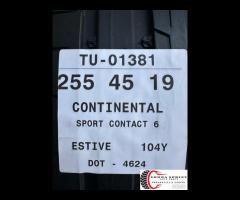 TU-01381
255 45 19
CONTINENTAL
SPORT CONTACT 6
ESTIVE 104Y
DOT - 4624